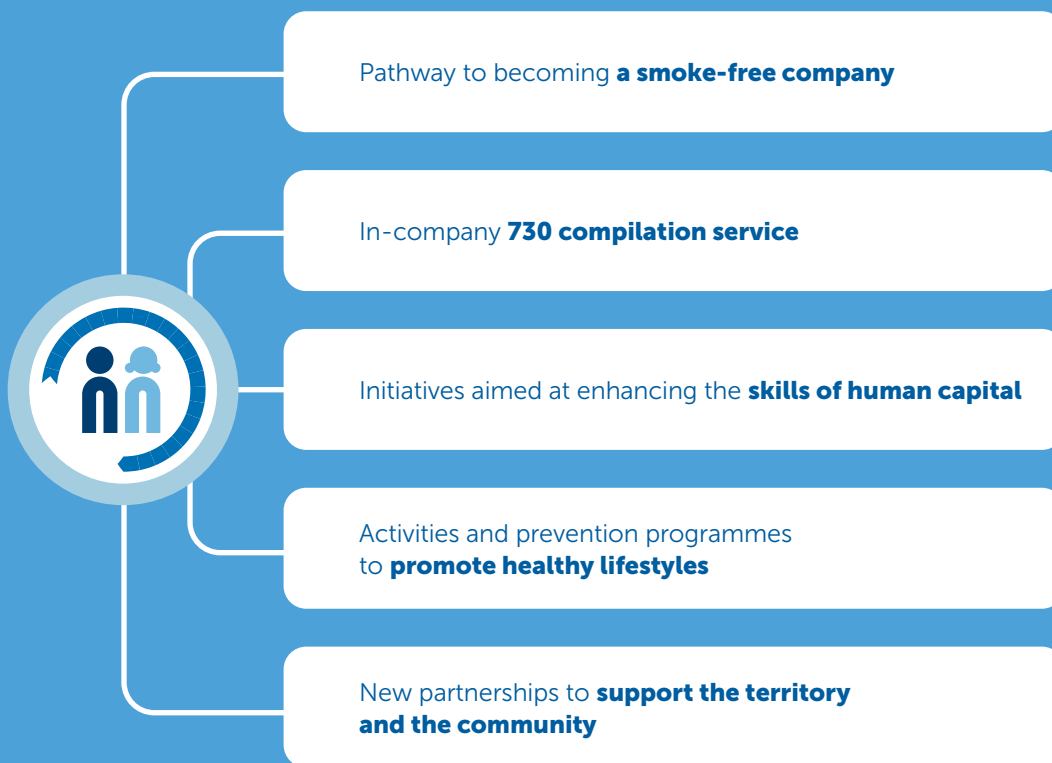 Pathway to becoming a smoke-free company
In-company 730 compilation service
Initiatives aimed at enhancing the skills of human capital
Activities and prevention programmes
to promote healthy lifestyles
New partnerships to support the territory
and the community